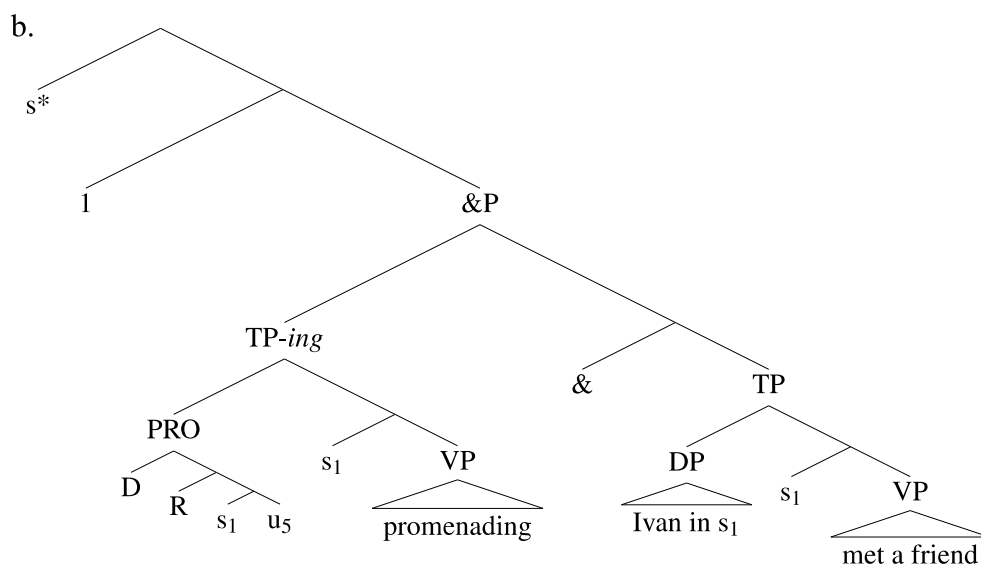 b.
s*
1
&P
TP-ing
& TP
PRO
s₁ VP DP s₁ VP
D R s₁ u₅ promenading Ivan in s₁ met a friend